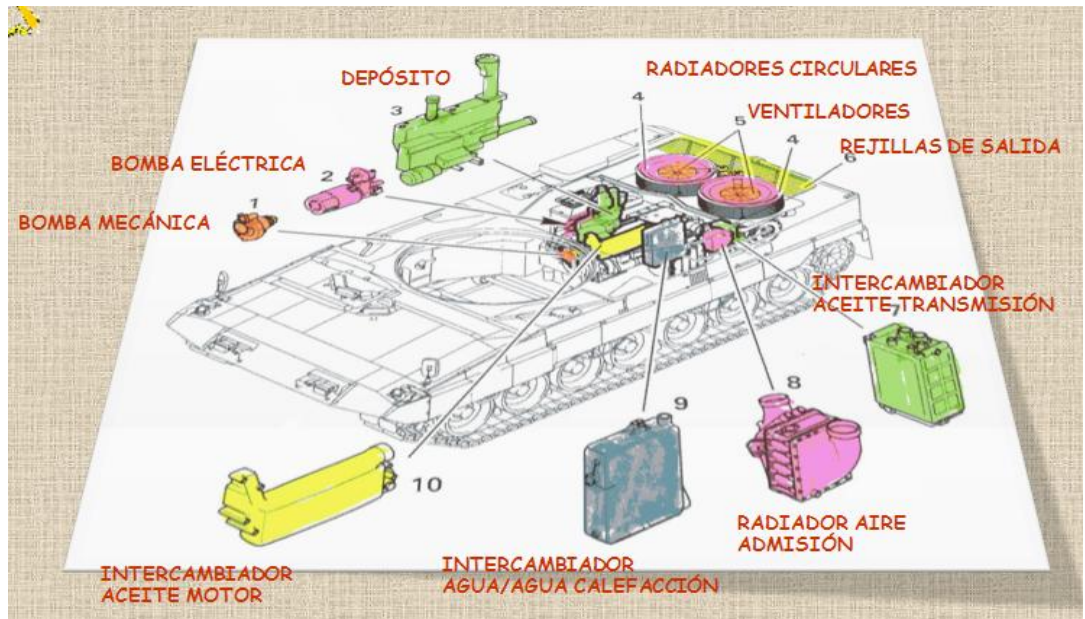 DEPÓSITO
3
RADIADORES CIRCULARES
4
VENTILADORES
5
4
REJILLAS DE SALIDA
6
BOMBA ELÉCTRICA
2
BOMBA MECÁNICA
1
INTERCAMBIADOR
ACEITE TRANSMISIÓN
7
8
RADIADOR AIRE
ADMISIÓN
9
INTERCAMBIADOR
AGUA/AGUA CALEFACCIÓN
10
INTERCAMBIADOR
ACEITE MOTOR